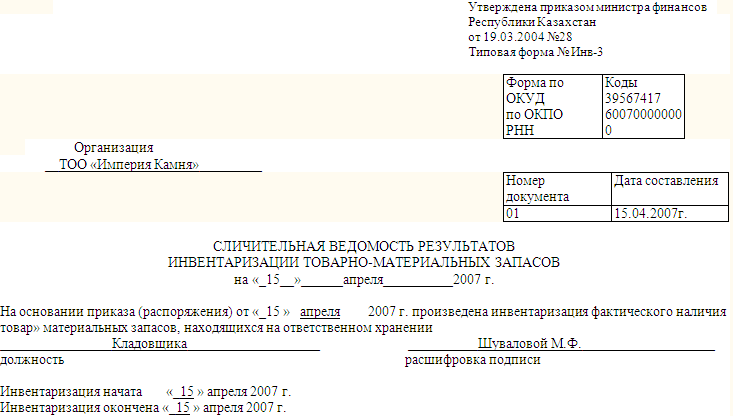 Утверждена приказом министра финансов
Республики Казахстан
от 19.03.2004 №28
Типовая форма №Инв-3
Форма по Коды
ОКУД 39567417
по ОКПО 60070000000
РНН 0
Организация
ТОО «Империя Камня»
Номер документа Дата составления
01 15.04.2007г.
СЛИЧИТЕЛЬНАЯ ВЕДОМОСТЬ РЕЗУЛЬТАТОВ
ИНВЕНТАРИЗАЦИИ ТОВАРНО-МАТЕРИАЛЬНЫХ ЗАПАСОВ
на «_15__»______апреля__________2007 г.
На основании приказа (распоряжения) от «_15 » апреля 2007 г. произведена инвентаризация фактического наличия
товар» материальных запасов, находящихся на ответственном хранении
Кладовщика Шуваловой М.Ф.
должность расшифровка подписи
Инвентаризация начата «_15 » апреля 2007 г.
Инвентаризация окончена «_15 » апреля 2007 г.